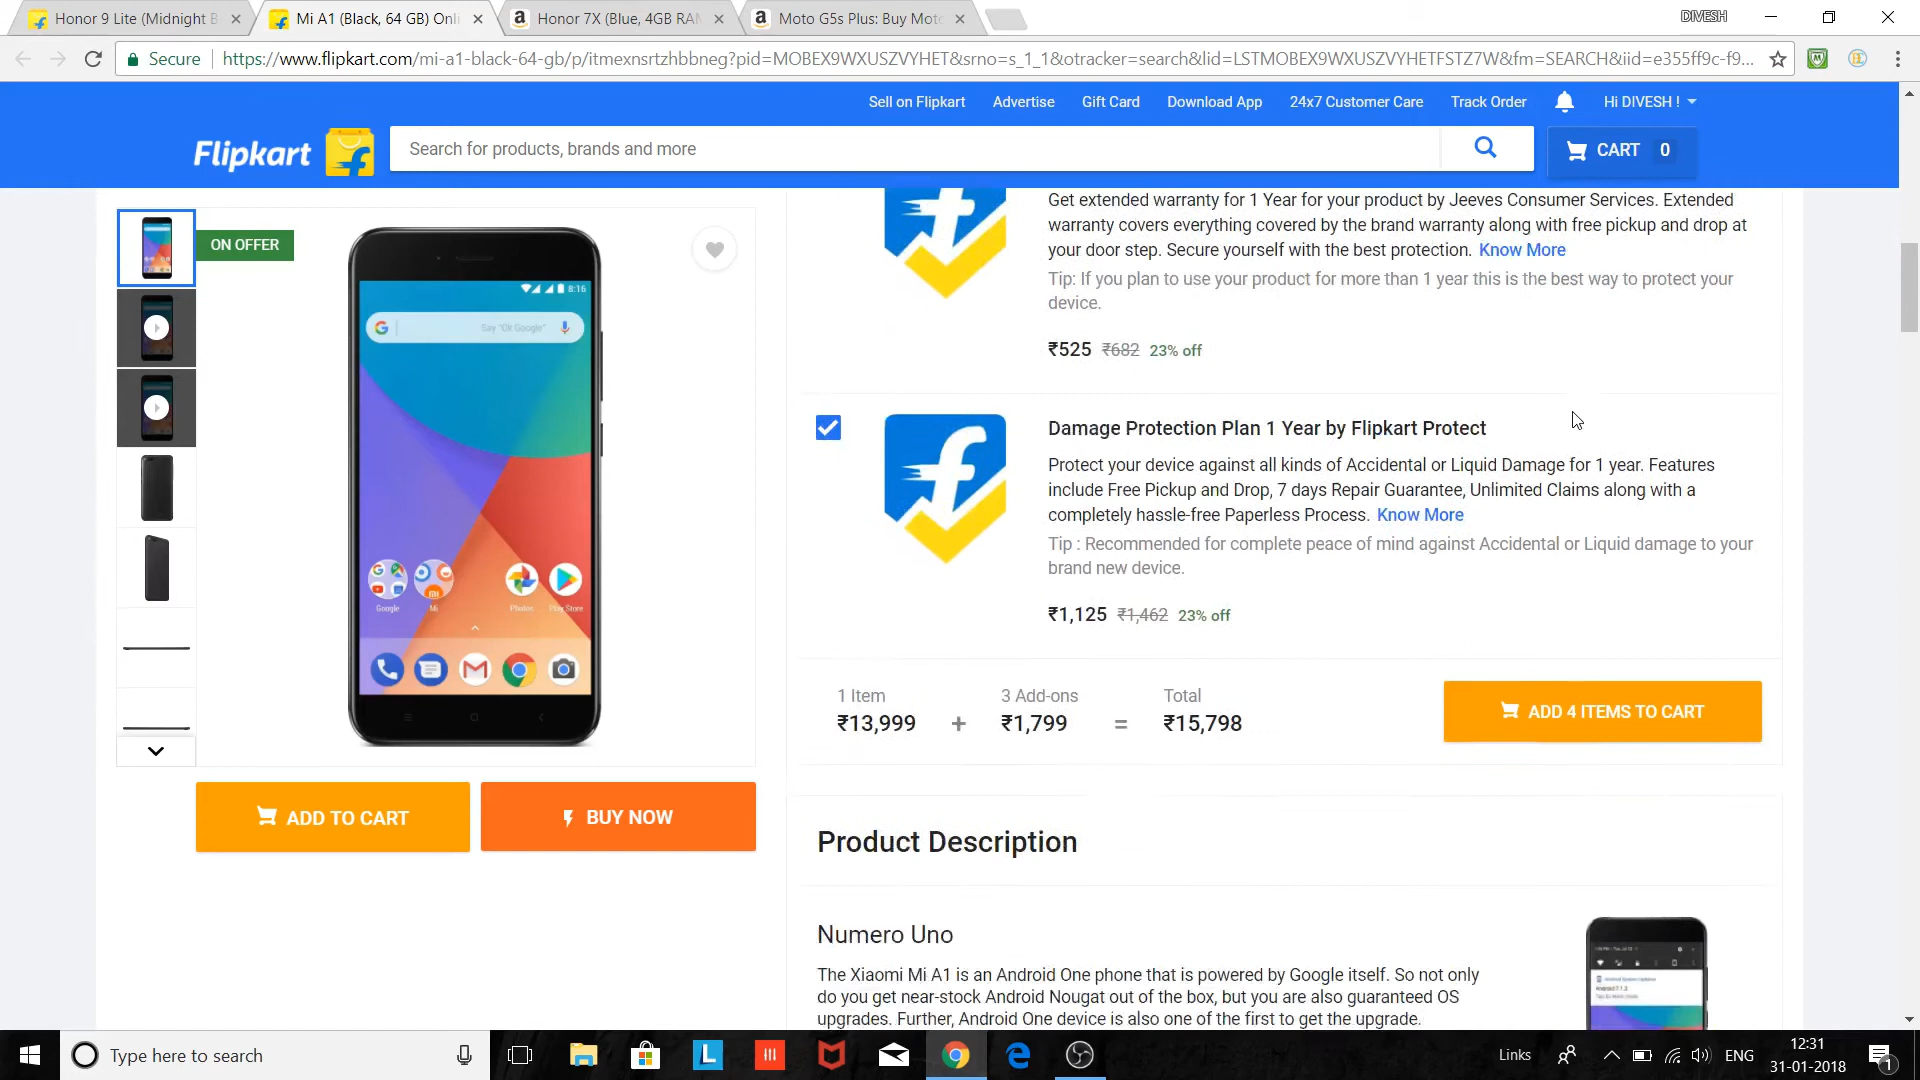 Honor 9 Lite (Midnight B
Mi A1 (Black, 64 GB) Onli
Honor 7X (Blue, 4GB RAM
Moto G5s Plus: Buy Moto
DIVESH
Secure
https://www.flipkart.com/mi-a1-black-64-gb/p/itmexnsrtzhbbneg?pid=MOBEX9WXUSZVYHET&srno=s_1_1&otracker=search&lid=LSTMOBEX9WXUSZVYHETFSTZ7W&fm=SEARCH&iid=e355ff9c-f9...
Sell on Flipkart
Advertise
Gift Card
Download App
24x7 Customer Care
Track Order
Hi DIVESH !
Flipkart
Search for products, brands and more
CART 0
ON OFFER
8:16
Say "Ok Google"
Google
Mi
Photos
Play Store
ADD TO CART
BUY NOW
Get extended warranty for 1 Year for your product by Jeeves Consumer Services. Extended
warranty covers everything covered by the brand warranty along with free pickup and drop at
your door step. Secure yourself with the best protection. Know More
Tip: If you plan to use your product for more than 1 year this is the best way to protect your
device.
₹525 ₹682 23% off
Damage Protection Plan 1 Year by Flipkart Protect
Protect your device against all kinds of Accidental or Liquid Damage for 1 year. Features
include Free Pickup and Drop, 7 days Repair Guarantee, Unlimited Claims along with a
completely hassle-free Paperless Process. Know More
Tip : Recommended for complete peace of mind against Accidental or Liquid damage to your
brand new device.
₹1,125 ₹1,462 23% off
1 Item
3 Add-ons
Total
₹13,999 + ₹1,799 = ₹15,798
ADD 4 ITEMS TO CART
Product Description
Numero Uno
The Xiaomi Mi A1 is an Android One phone that is powered by Google itself. So not only
do you get near-stock Android Nougat out of the box, but you are also guaranteed OS
upgrades. Further, Android One device is also one of the first to get the upgrade.
Type here to search
Links
ENG
12:31
31-01-2018
1